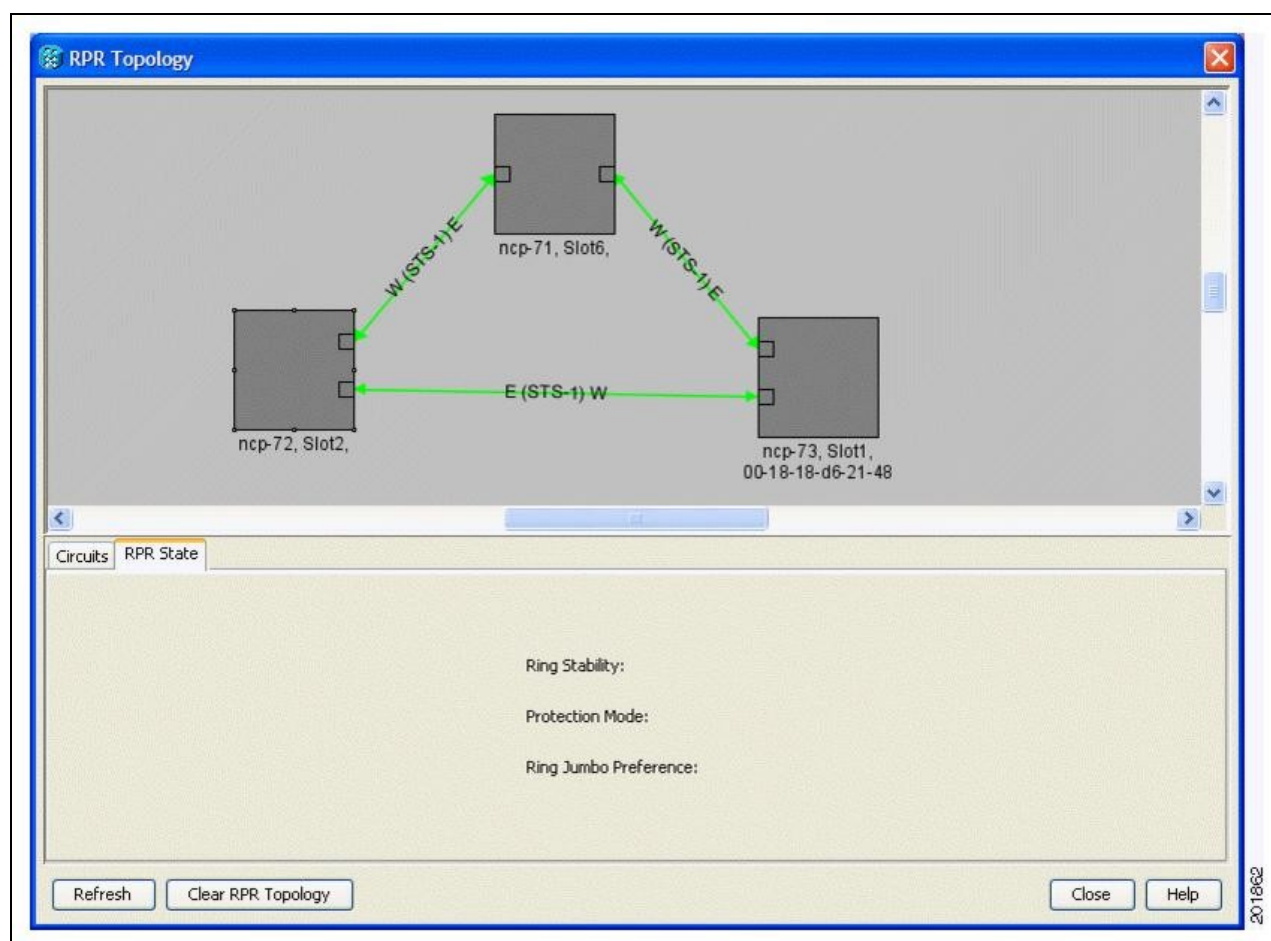 RPR Topology
W (STS-1) E
ncp-71, Slot6,
W (STS-1) E
ncp-72, Slot2,
E (STS-1) W
ncp-73, Slot1,
00-18-18-d6-21-48
Circuits
RPR State
Ring Stability:
Protection Mode:
Ring Jumbo Preference:
Refresh
Clear RPR Topology
Close
Help
201862